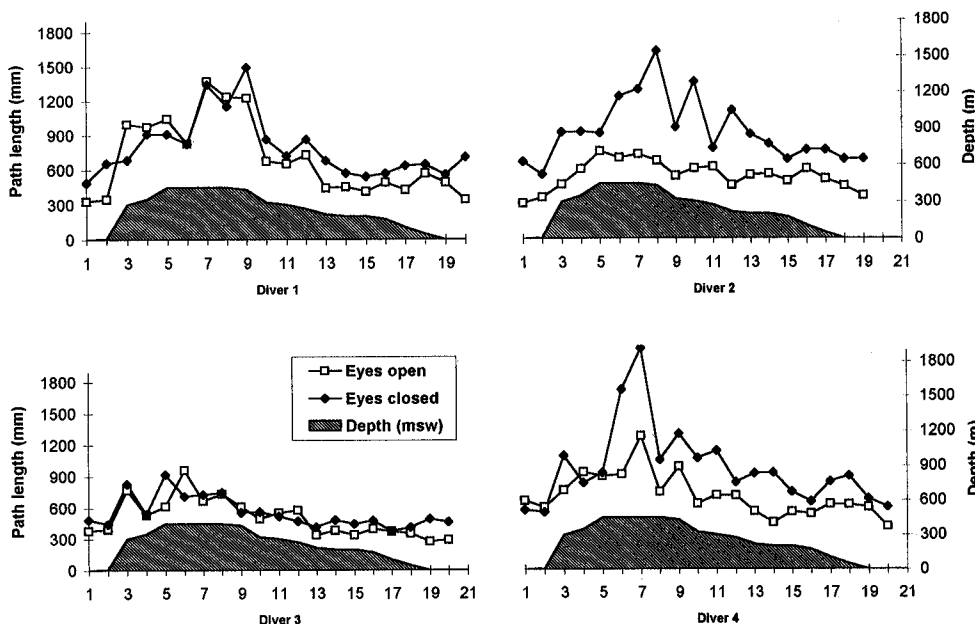 Path length (mm)
1800
1500
1200
900
600
300
0
1 3 5 7 9 11 13 15 17 19
Diver 1
1800
1500
1200
900
600
300
0
Depth (m)
1 3 5 7 9 11 13 15 17 19 21
Diver 2
Path length (mm)
1800
1500
1200
900
600
300
0
Eyes open
Eyes closed
Depth (msw)
1 3 5 7 9 11 13 15 17 19 21
Diver 3
1800
1500
1200
900
600
300
0
Depth (m)
1 3 5 7 9 11 13 15 17 19 21
Diver 4